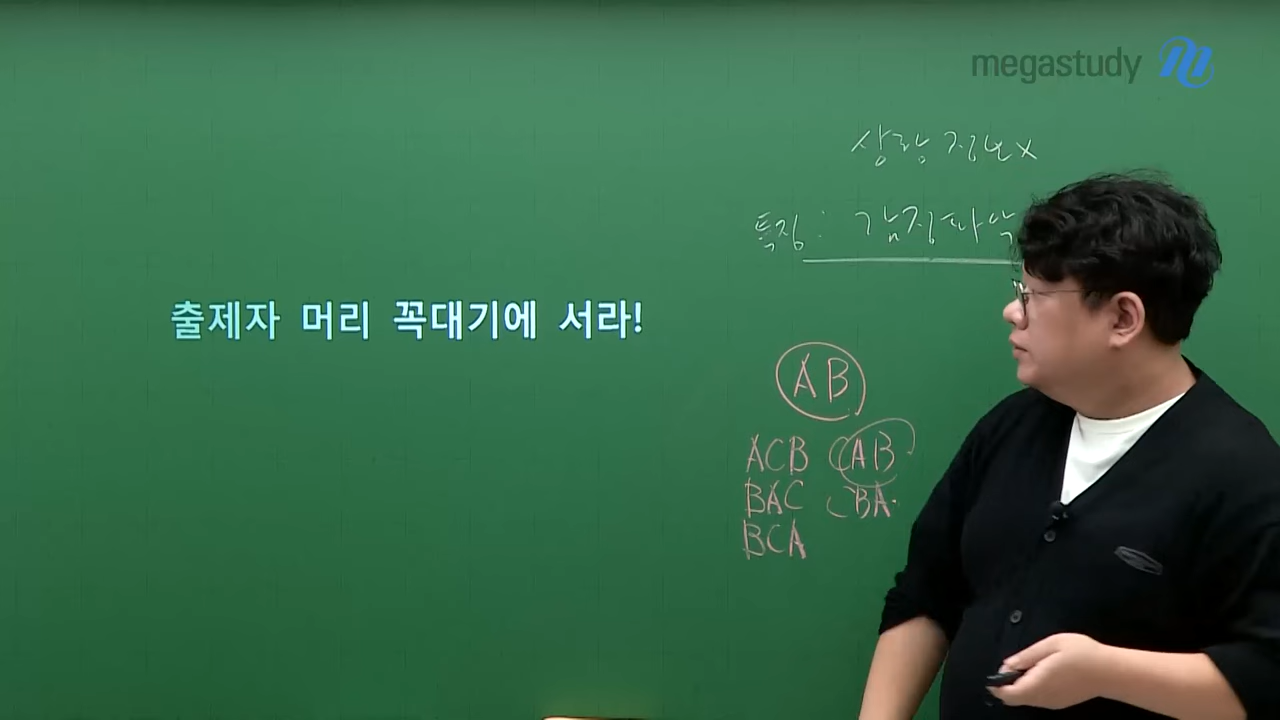 megastudy
상황 정보 x
특징 : 감정파악
출제자 머리 꼭대기에 서라!
AB
ACB CAB
BAC CBA
BCA